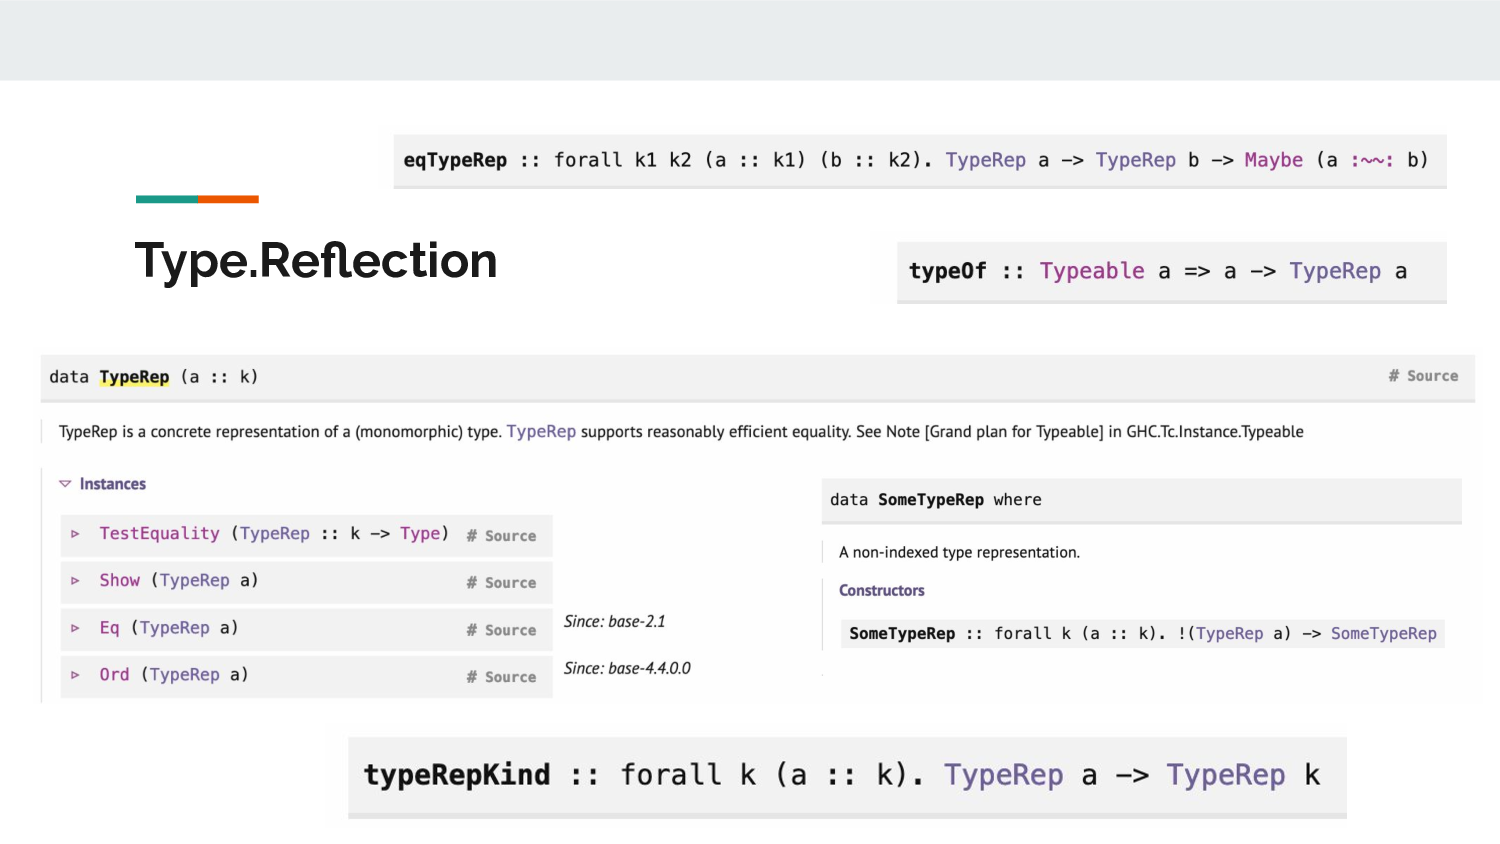 eqTypeRep :: forall k1 k2 (a :: k1) (b :: k2). TypeRep a -> TypeRep b -> Maybe (a :~~: b)
Type.Reflection
typeOf :: Typeable a => a -> TypeRep a
data TypeRep (a :: k) # Source
TypeRep is a concrete representation of a (monomorphic) type. TypeRep supports reasonably efficient equality. See Note [Grand plan for Typeable] in GHC.Tc.Instance.Typeable
Instances
TestEquality (TypeRep :: k -> Type) # Source
Show (TypeRep a) # Source
Eq (TypeRep a) # Source Since: base-2.1
Ord (TypeRep a) # Source Since: base-4.4.0.0
data SomeTypeRep where
A non-indexed type representation.
Constructors
SomeTypeRep :: forall k (a :: k). !(TypeRep a) -> SomeTypeRep
typeRepKind :: forall k (a :: k). TypeRep a -> TypeRep k